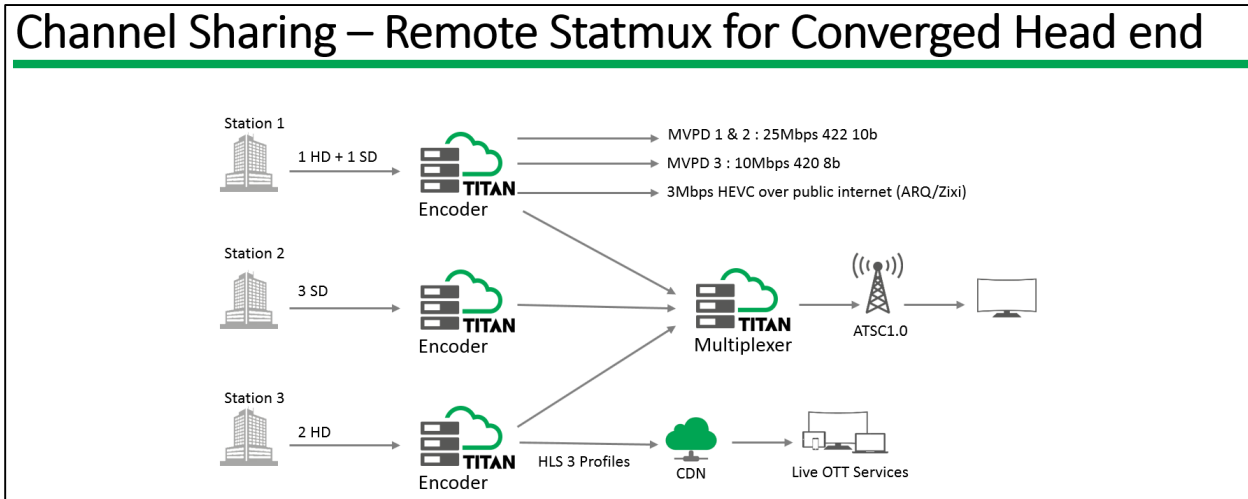 Channel Sharing – Remote Statmux for Converged Head end
Station 1
1 HD + 1 SD
TITAN
Encoder
MVPD 1 & 2 : 25Mbps 422 10b
MVPD 3 : 10Mbps 420 8b
3Mbps HEVC over public internet (ARQ/Zixi)
Station 2
3 SD
TITAN
Encoder
TITAN
Multiplexer
ATSC1.0
Station 3
2 HD
TITAN
Encoder
HLS 3 Profiles
CDN
Live OTT Services